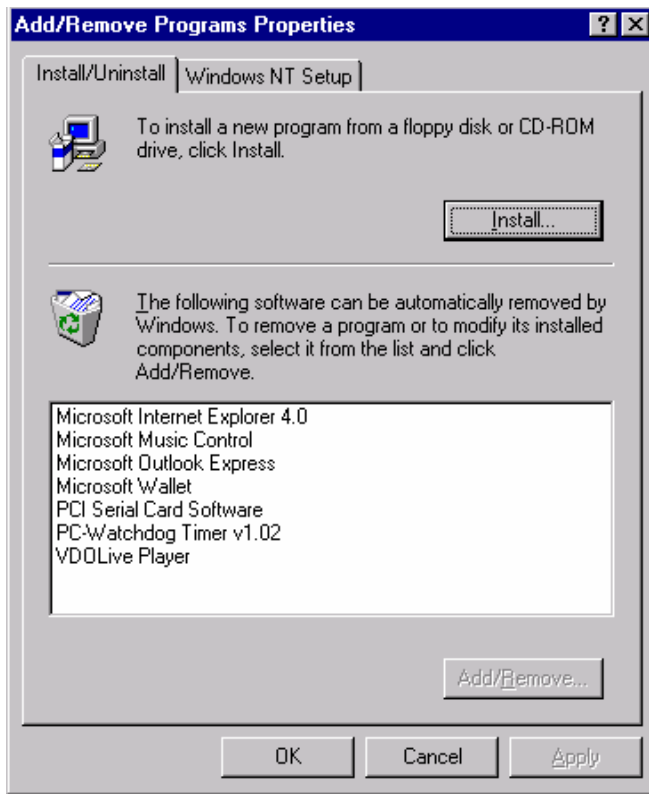 Add/Remove Programs Properties
Install/Uninstall
Windows NT Setup
To install a new program from a floppy disk or CD-ROM
drive, click Install.
Install...
The following software can be automatically removed by
Windows. To remove a program or to modify its installed
components, select it from the list and click
Add/Remove.
Microsoft Internet Explorer 4.0
Microsoft Music Control
Microsoft Outlook Express
Microsoft Wallet
PCI Serial Card Software
PC-Watchdog Timer v1.02
VDOLive Player
Add/Remove...
OK
Cancel
Apply